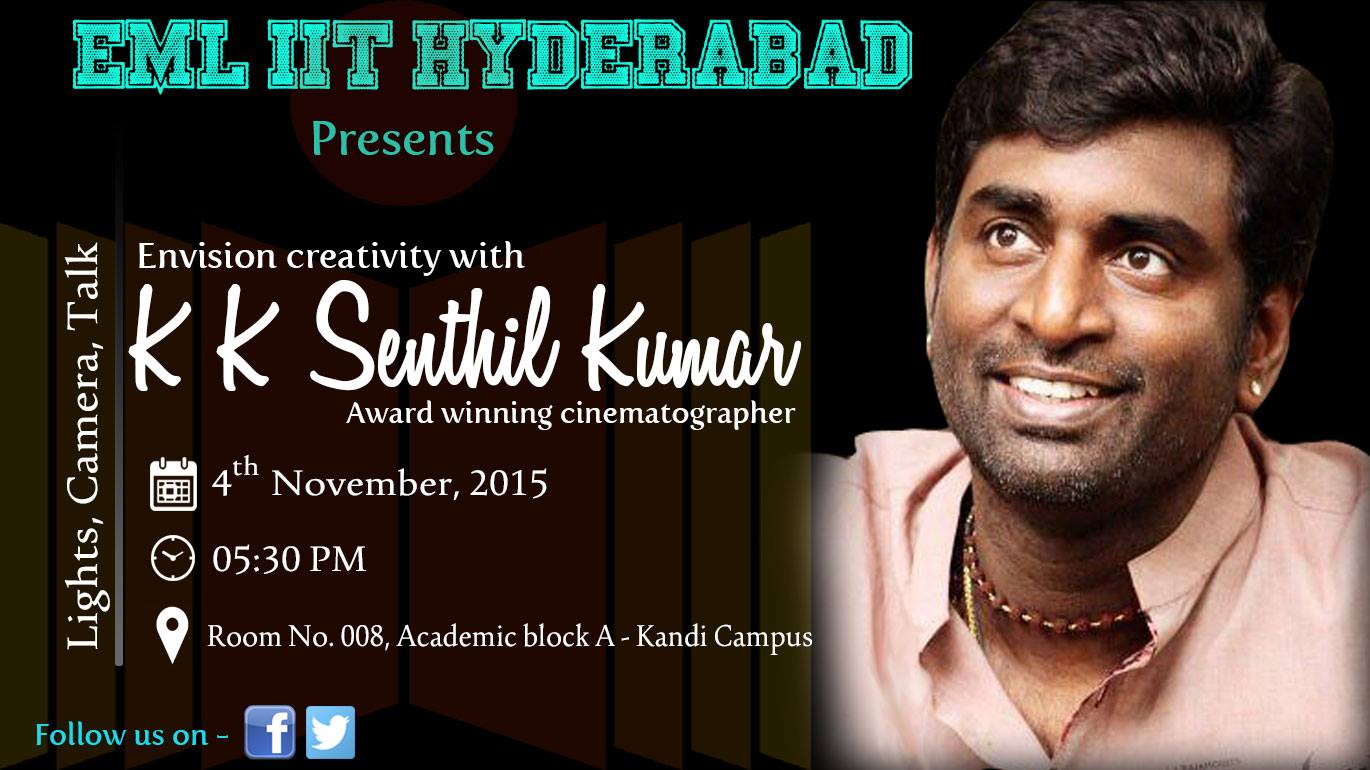 EML IIT HYDERABAD
Presents
Lights, Camera, Talk
Envision creativity with
K K Senthil Kumar
Award winning cinematographer
4th November, 2015
05:30 PM
Room No. 008, Academic block A - Kandi Campus
Follow us on -
f